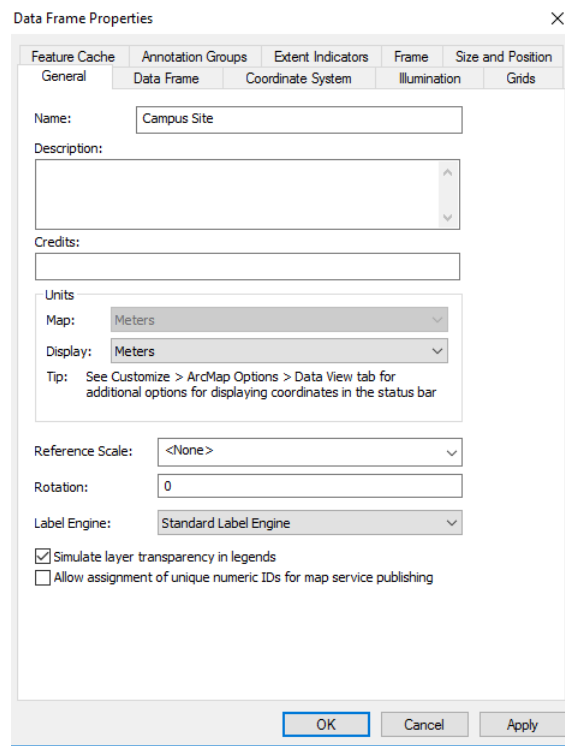 Data Frame Properties
Feature Cache Annotation Groups Extent Indicators Frame Size and Position
General Data Frame Coordinate System Illumination Grids
Name: Campus Site
Description:
Credits:
Units
Map: Meters
Display: Meters
Tip: See Customize > ArcMap Options > Data View tab for
additional options for displaying coordinates in the status bar
Reference Scale: <None>
Rotation: 0
Label Engine: Standard Label Engine
Simulate layer transparency in legends
Allow assignment of unique numeric IDs for map service publishing
OK Cancel Apply